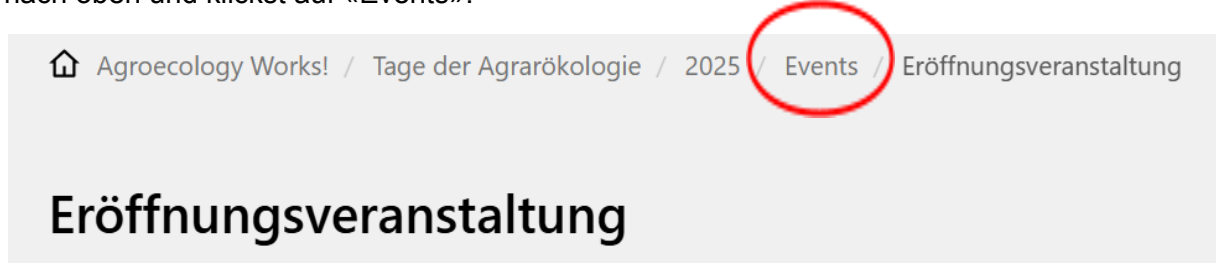 nach oben und klickst auf «Events».
Agroecology Works! / Tage der Agrarökologie / 2025 / Events / Eröffnungsveranstaltung
Eröffnungsveranstaltung